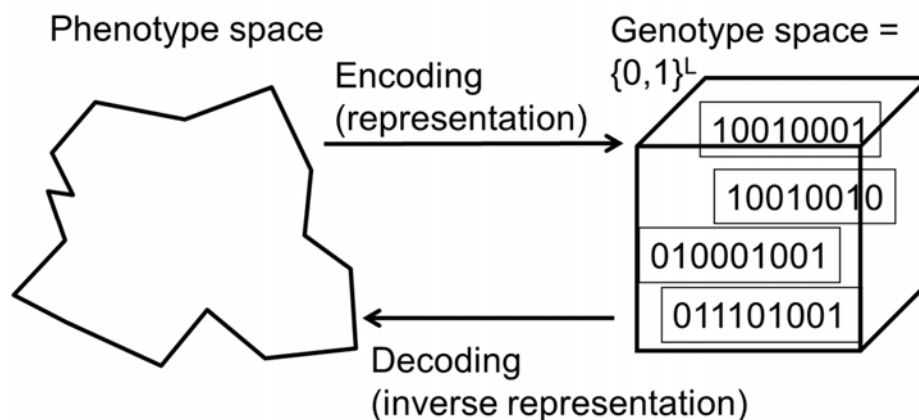 Phenotype space
Genotype space =
{0,1}ᴸ
Encoding
(representation)
10010001
10010010
010001001
011101001
Decoding
(inverse representation)